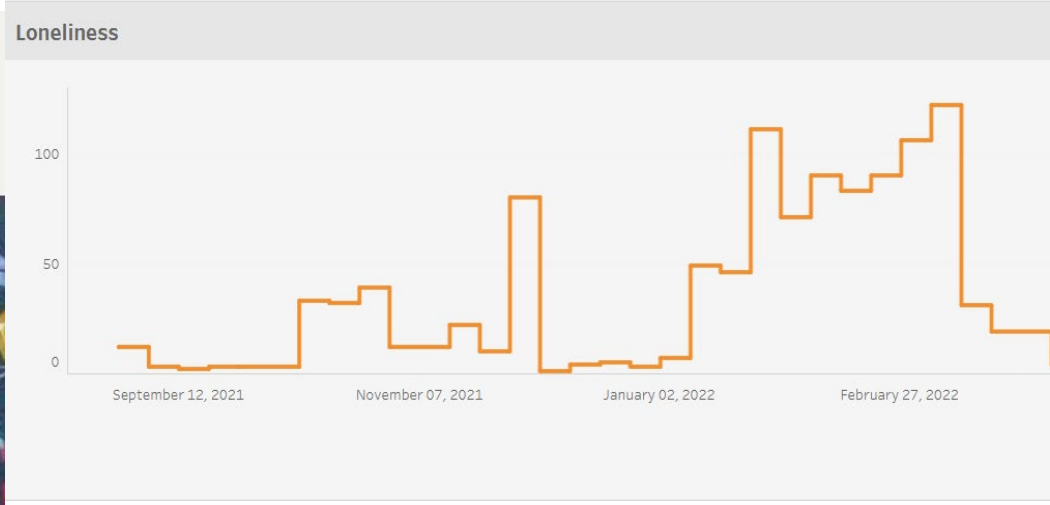 Loneliness
100
50
0
September 12, 2021
November 07, 2021
January 02, 2022
February 27, 2022